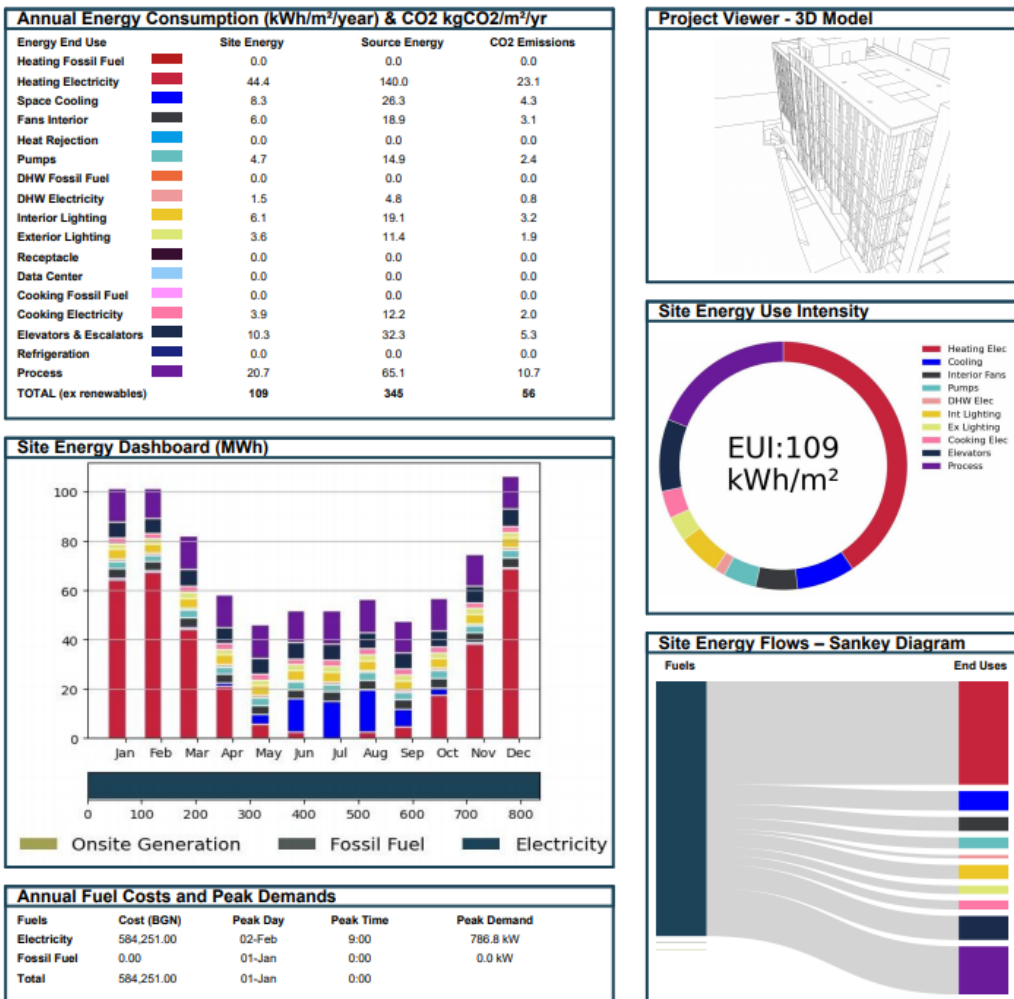 Annual Energy Consumption (kWh/m²/year) & CO2 kgCO2/m²/yr
Energy End Use Site Energy Source Energy CO2 Emissions
Heating Fossil Fuel 0.0 0.0 0.0
Heating Electricity 44.4 140.0 23.1
Space Cooling 8.3 26.3 4.3
Fans Interior 6.0 18.9 3.1
Heat Rejection 0.0 0.0 0.0
Pumps 4.7 14.9 2.4
DHW Fossil Fuel 0.0 0.0 0.0
DHW Electricity 1.5 4.8 0.8
Interior Lighting 6.1 19.1 3.2
Exterior Lighting 3.6 11.4 1.9
Receptacle 0.0 0.0 0.0
Data Center 0.0 0.0 0.0
Cooking Fossil Fuel 0.0 0.0 0.0
Cooking Electricity 3.9 12.2 2.0
Elevators & Escalators 10.3 32.3 5.3
Refrigeration 0.0 0.0 0.0
Process 20.7 65.1 10.7
TOTAL (ex renewables) 109 345 56
Project Viewer - 3D Model
Site Energy Use Intensity
EUI:109
kWh/m²
Heating Elec
Cooling
Interior Fans
Pumps
DHW Elec
Int Lighting
Ex Lighting
Cooking Elec
Elevators
Process
Site Energy Dashboard (MWh)
100
80
60
40
20
0
Jan Feb Mar Apr May Jun Jul Aug Sep Oct Nov Dec
0 100 200 300 400 500 600 700 800
Onsite Generation Fossil Fuel Electricity
Site Energy Flows – Sankey Diagram
Fuels End Uses
Annual Fuel Costs and Peak Demands
Fuels Cost (BGN) Peak Day Peak Time Peak Demand
Electricity 584,251.00 02-Feb 9:00 786.8 kW
Fossil Fuel 0.00 01-Jan 0:00 0.0 kW
Total 584,251.00 01-Jan 0:00